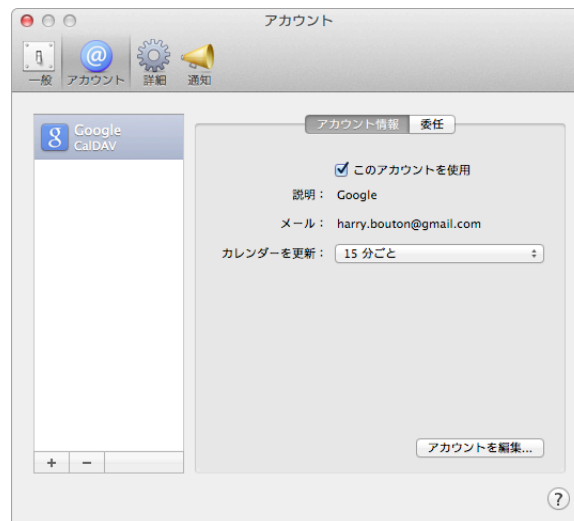 アカウント
一般 アカウント 詳細 通知
Google
CalDAV
アカウント情報 委任
このアカウントを使用
説明： Google
メール： harry.bouton@gmail.com
カレンダーを更新： 15 分ごと
アカウントを編集...
+ −
?